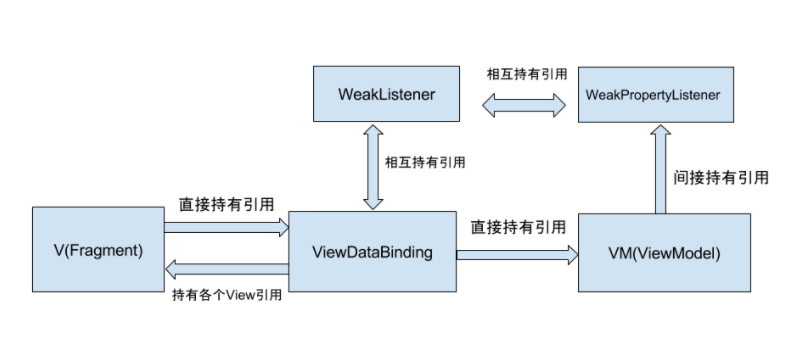 相互持有引用
WeakListener
WeakPropertyListener
相互持有引用
间接持有引用
直接持有引用
直接持有引用
V(Fragment)
ViewDataBinding
VM(ViewModel)
持有各个View引用